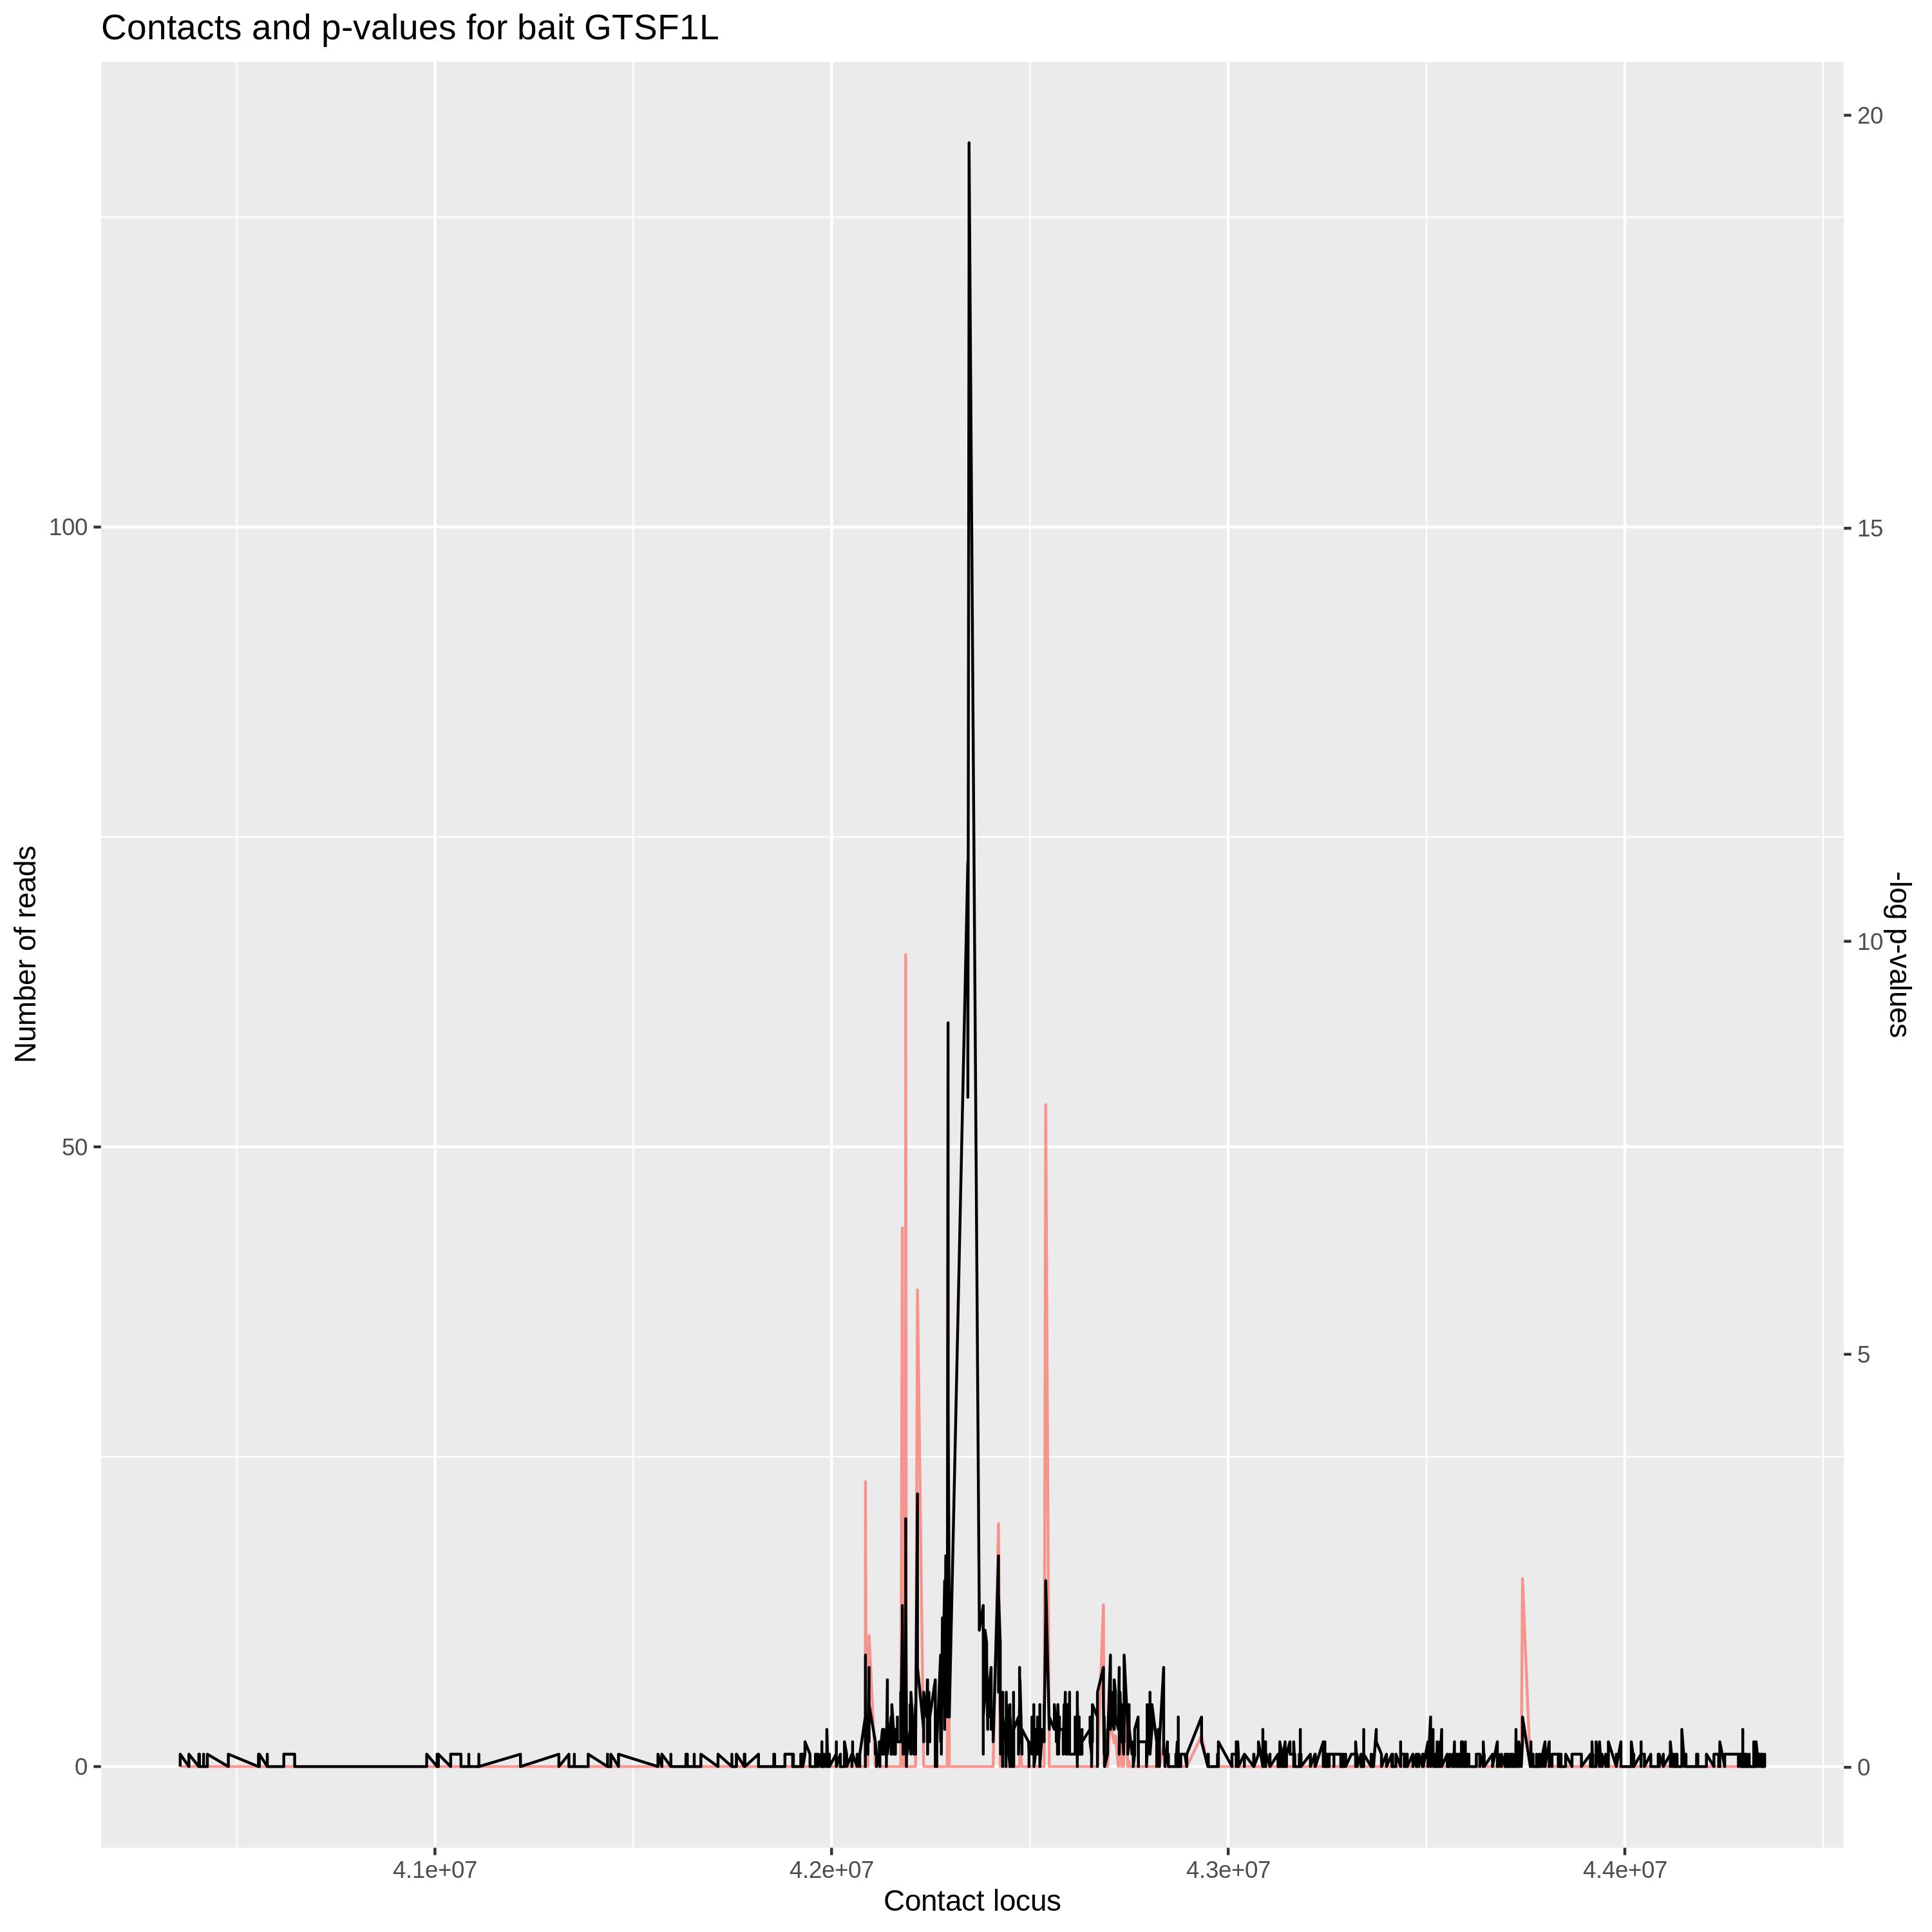 Contacts and p-values for bait GTSF1L
Number of reads
100
50
0
20
15
10
5
0
-log p-values
4.1e+07 4.2e+07 4.3e+07 4.4e+07
Contact locus